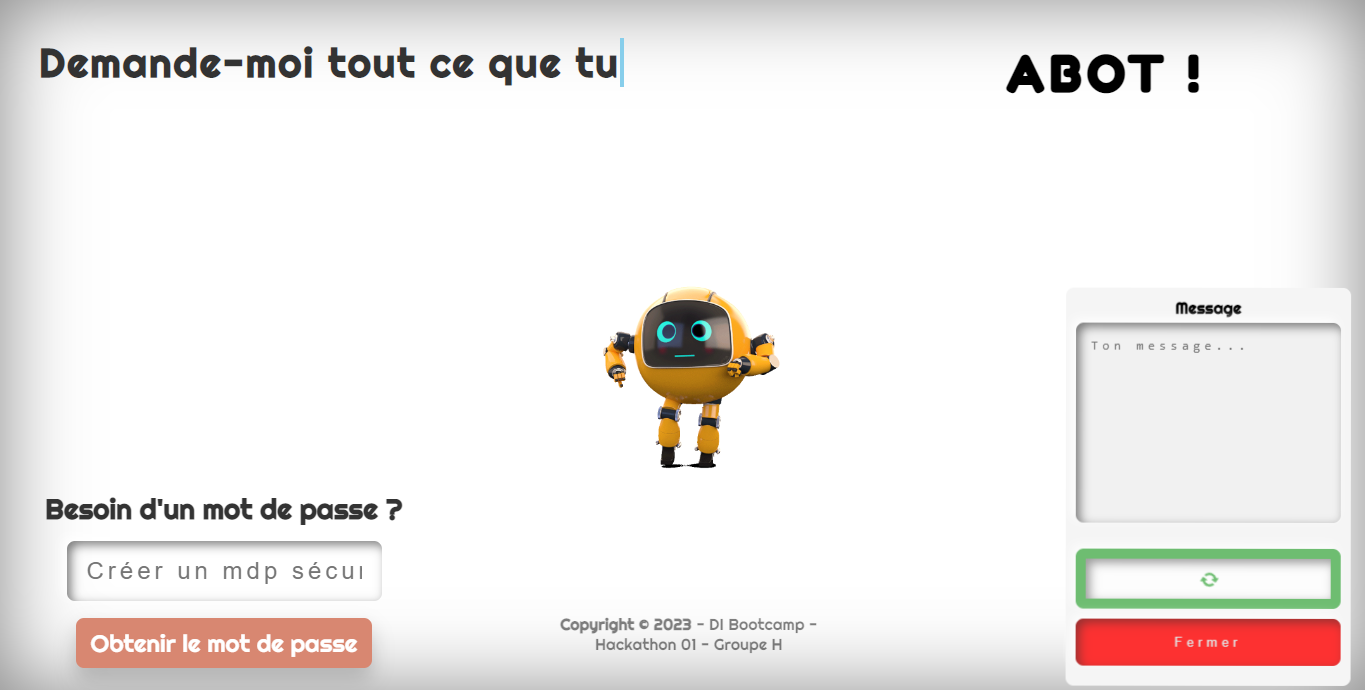 Demande-moi tout ce que tu
ABOT !
Message
Ton message...
Besoin d'un mot de passe ?
Créer un mdp sécu
Obtenir le mot de passe
Copyright © 2023 - DI Bootcamp -
Hackathon 01 - Groupe H
Fermer